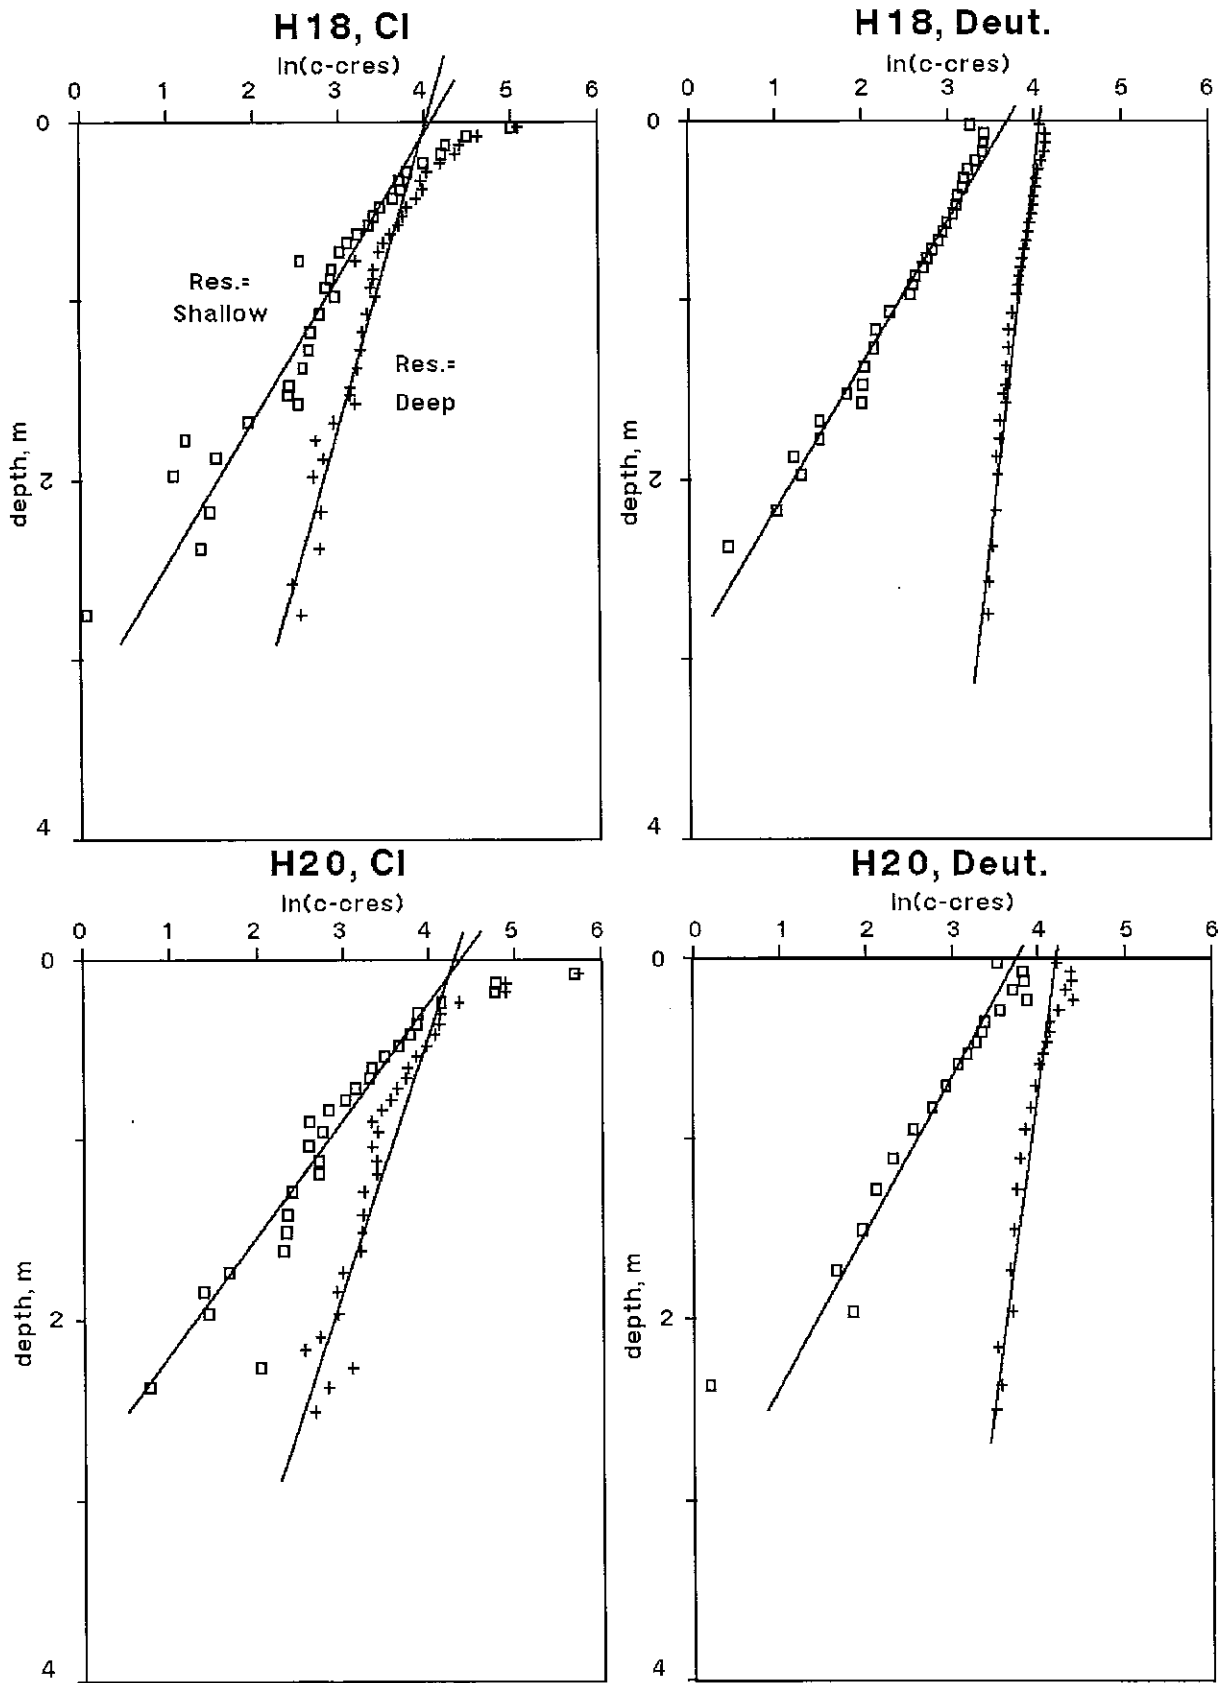 H18, Cl
ln(c-cres)
0 1 2 3 4 5 6
0
Res.=
Shallow
Res.=
Deep
2
depth, m
4
H18, Deut.
ln(c-cres)
0 1 2 3 4 5 6
0
2
depth, m
4
H20, Cl
ln(c-cres)
0 1 2 3 4 5 6
0
2
depth, m
4
H20, Deut.
ln(c-cres)
0 1 2 3 4 5 6
0
2
depth, m
4